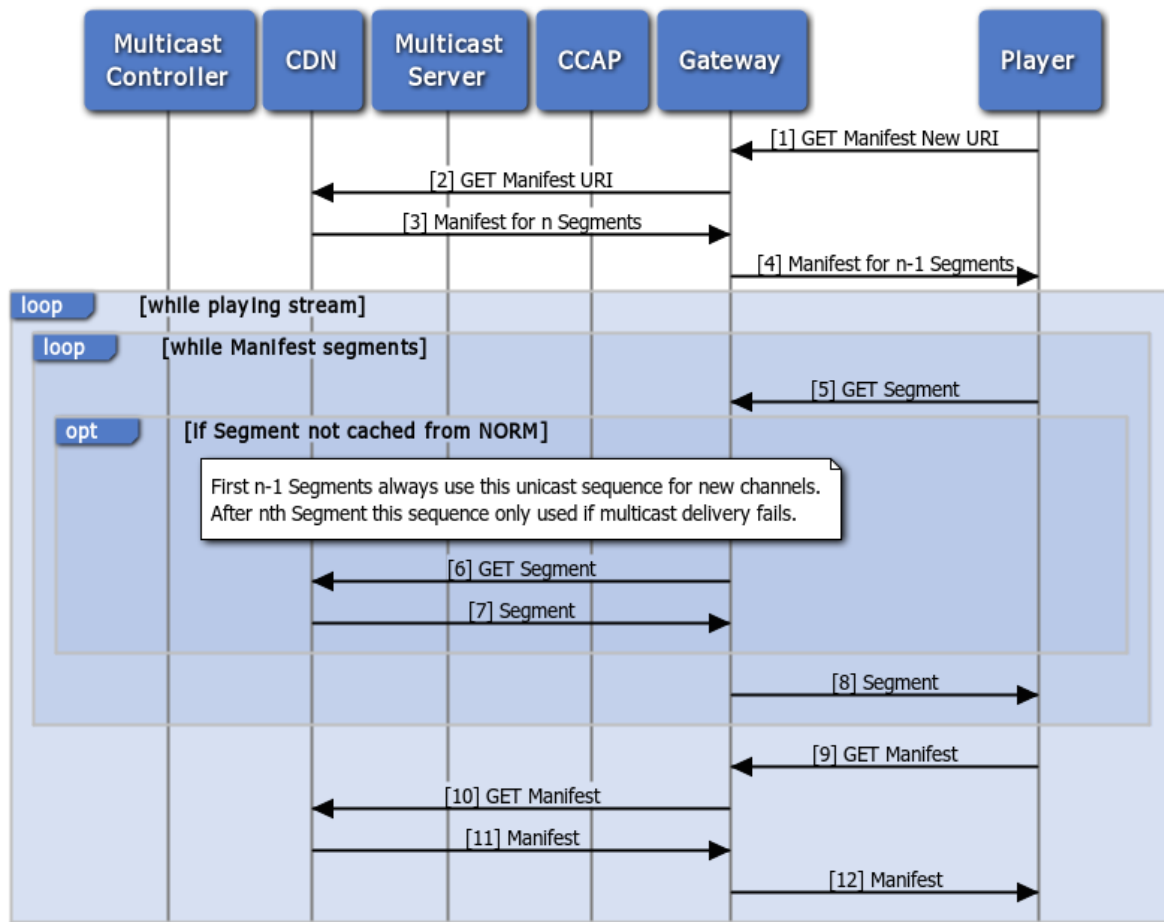 Multicast
Controller
CDN
Multicast
Server
CCAP
Gateway
Player
[1] GET Manifest New URI
[2] GET Manifest URI
[3] Manifest for n Segments
[4] Manifest for n-1 Segments
loop [while playing stream]
loop [while Manifest segments]
[5] GET Segment
opt [If Segment not cached from NORM]
First n-1 Segments always use this unicast sequence for new channels.
After nth Segment this sequence only used if multicast delivery fails.
[6] GET Segment
[7] Segment
[8] Segment
[9] GET Manifest
[10] GET Manifest
[11] Manifest
[12] Manifest